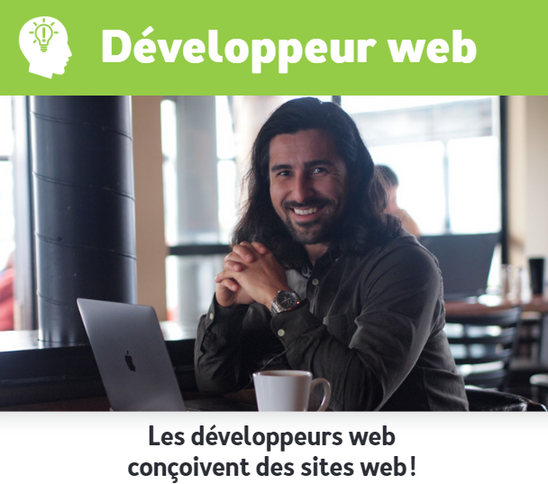 Développeur web
Les développeurs web
conçoivent des sites web !